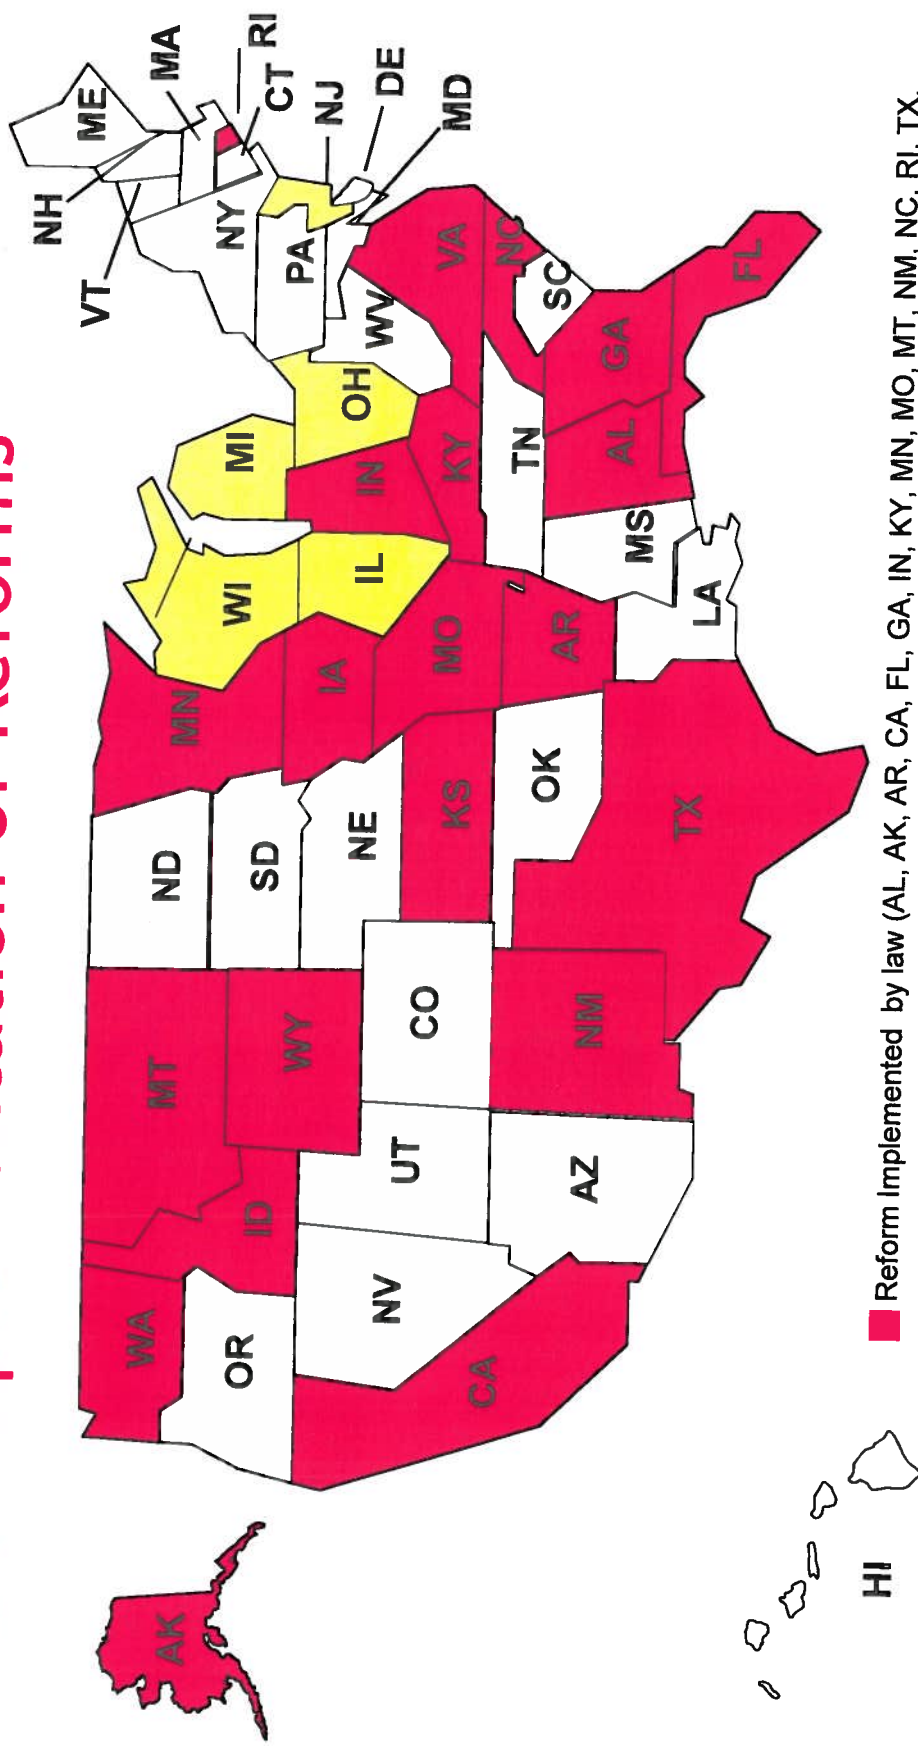 of Reforms
NH
ME
VT
MA
WA
MT
ND
MN
AK
RI
OR
ID
SD
WI
MI
NY
CT
WY
PA
NJ
IA
NE
IL
IN
OH
WV
DE
NV
UT
CO
KS
MO
KY
VA
MD
CA
NC
OK
AR
TN
SC
AZ
NM
MS
AL
GA
TX
LA
FL
HI
Reform Implemented by law (AL, AK, AR, CA, FL, GA, IN, KY, MN, MO, MT, NM, NC, RI, TX,